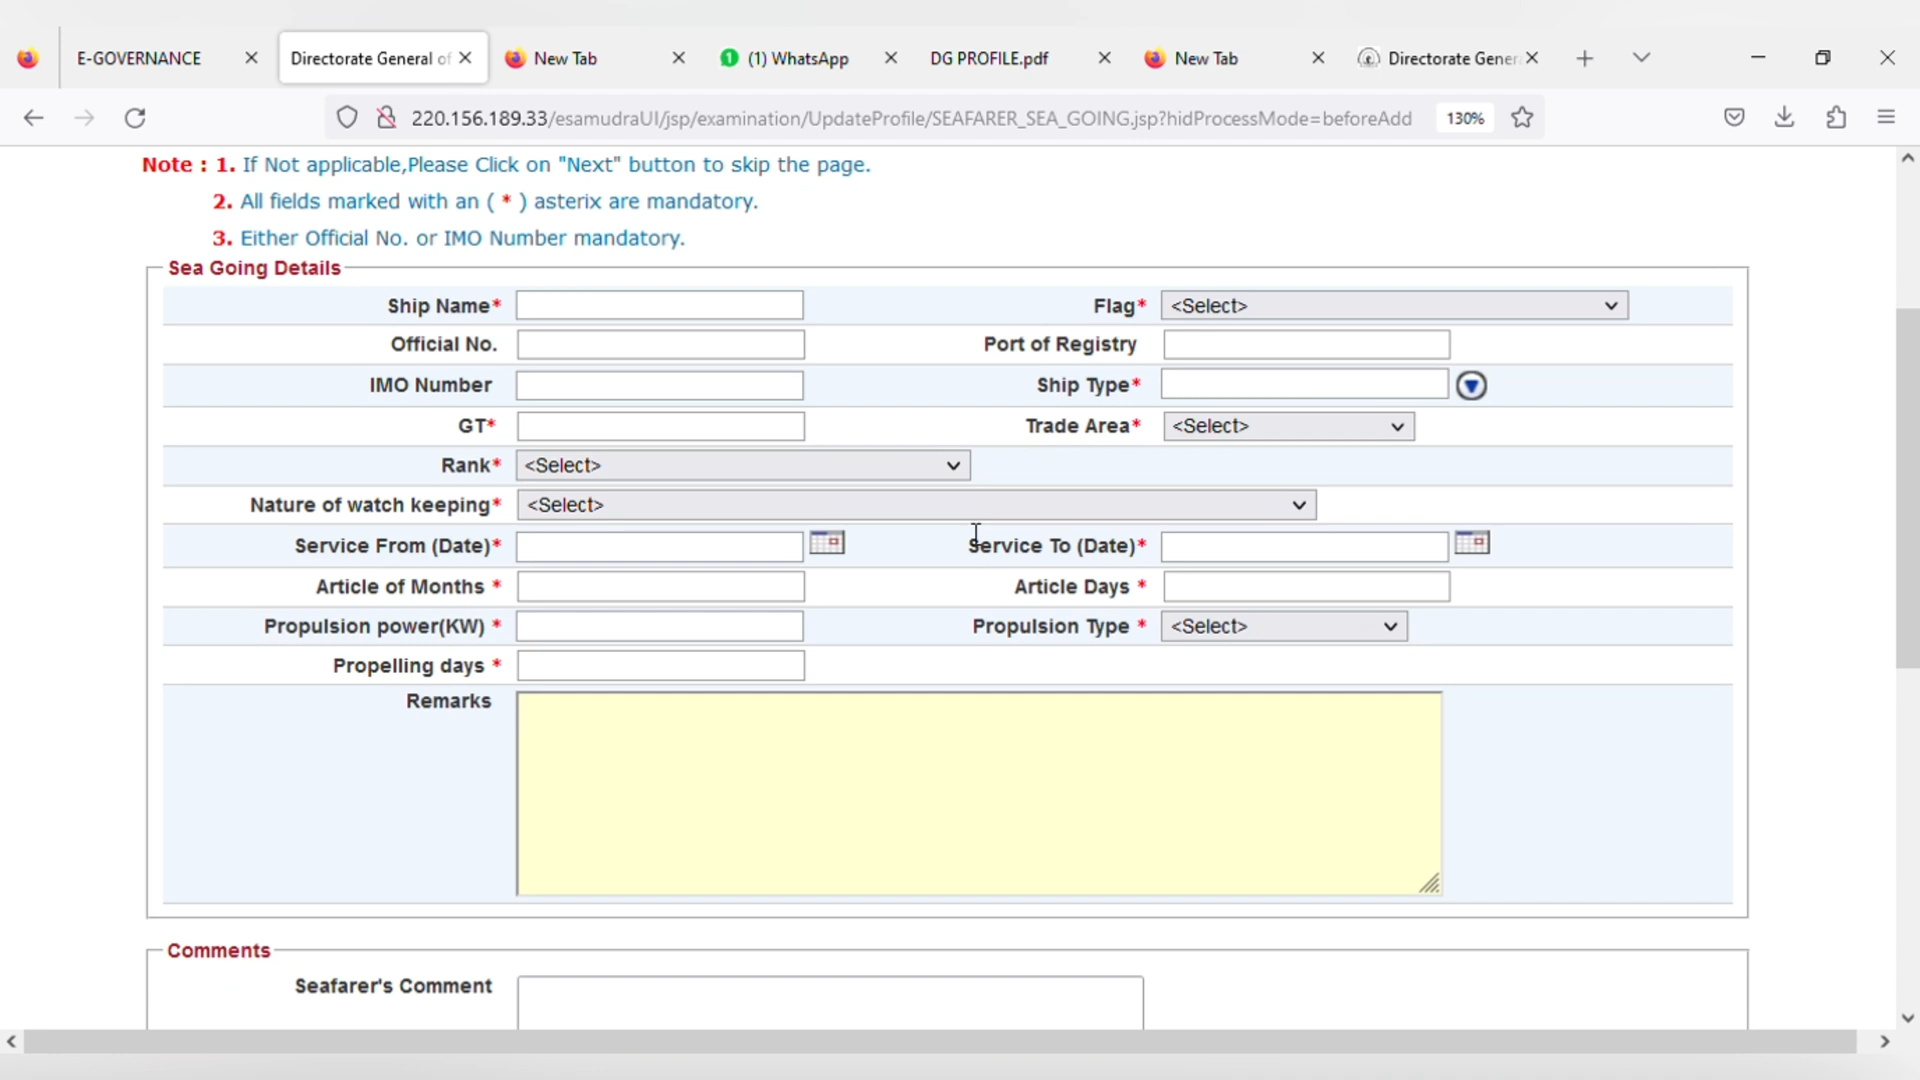 E-GOVERNANCE
Directorate General of
New Tab
(1) WhatsApp
DG PROFILE.pdf
New Tab
Directorate Gener
220.156.189.33/esamudraUI/jsp/examination/UpdateProfile/SEAFARER_SEA_GOING.jsp?hidProcessMode=beforeAdd
130%
Note : 1. If Not applicable,Please Click on "Next" button to skip the page.
2. All fields marked with an ( * ) asterix are mandatory.
3. Either Official No. or IMO Number mandatory.
Sea Going Details
Ship Name*
Flag* <Select>
Official No.
Port of Registry
IMO Number
Ship Type*
GT*
Trade Area* <Select>
Rank* <Select>
Nature of watch keeping* <Select>
Service From (Date)*
Service To (Date)*
Article of Months *
Article Days *
Propulsion power(KW) *
Propulsion Type * <Select>
Propelling days *
Remarks
Comments
Seafarer's Comment